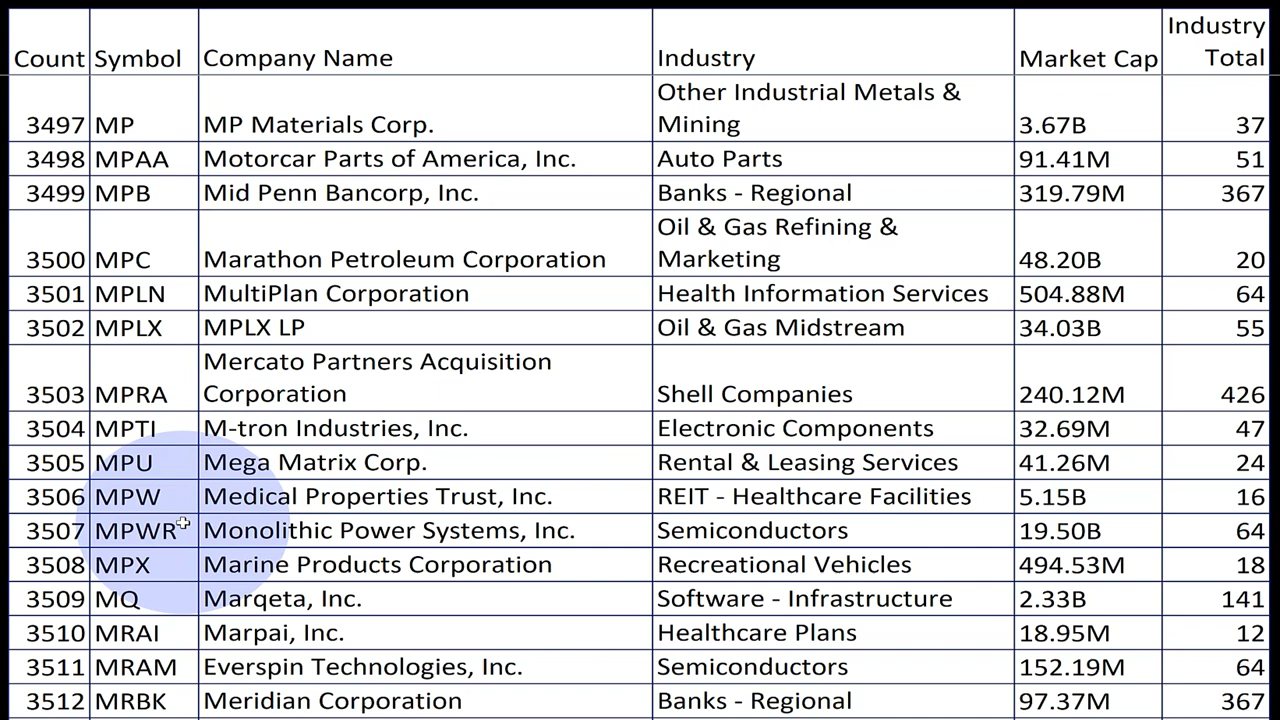 Count Symbol Company Name Industry Market Cap Industry Total
3497 MP MP Materials Corp. Other Industrial Metals & Mining 3.67B 37
3498 MPAA Motorcar Parts of America, Inc. Auto Parts 91.41M 51
3499 MPB Mid Penn Bancorp, Inc. Banks - Regional 319.79M 367
3500 MPC Marathon Petroleum Corporation Oil & Gas Refining & Marketing 48.20B 20
3501 MPLN MultiPlan Corporation Health Information Services 504.88M 64
3502 MPLX MPLX LP Oil & Gas Midstream 34.03B 55
3503 MPRA Mercato Partners Acquisition Corporation Shell Companies 240.12M 426
3504 MPTI M-tron Industries, Inc. Electronic Components 32.69M 47
3505 MPU Mega Matrix Corp. Rental & Leasing Services 41.26M 24
3506 MPW Medical Properties Trust, Inc. REIT - Healthcare Facilities 5.15B 16
3507 MPWR Monolithic Power Systems, Inc. Semiconductors 19.50B 64
3508 MPX Marine Products Corporation Recreational Vehicles 494.53M 18
3509 MQ Marqeta, Inc. Software - Infrastructure 2.33B 141
3510 MRAI Marpai, Inc. Healthcare Plans 18.95M 12
3511 MRAM Everspin Technologies, Inc. Semiconductors 152.19M 64
3512 MRBK Meridian Corporation Banks - Regional 97.37M 367